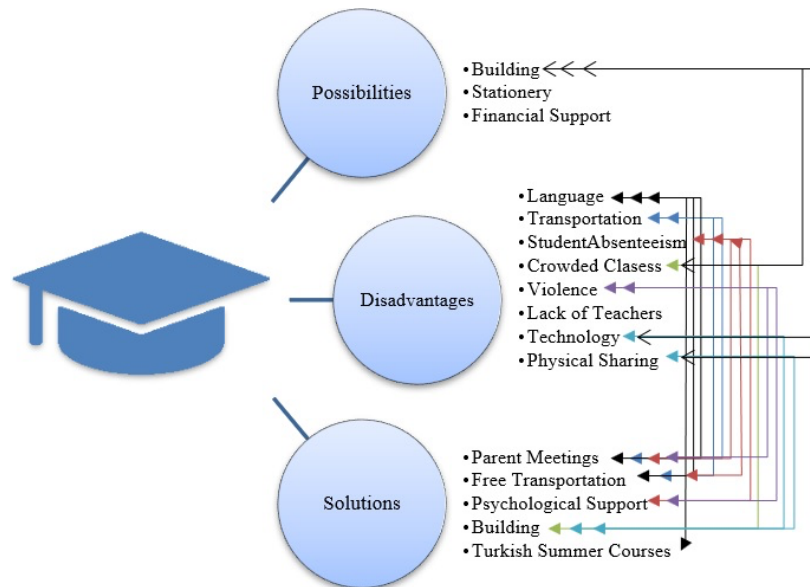 Possibilities
•Building
•Stationery
•Financial Support
Disadvantages
•Language
•Transportation
•StudentAbsenteeism
•Crowded Clasess
•Violence
•Lack of Teachers
•Technology
•Physical Sharing
Solutions
•Parent Meetings
•Free Transportation
•Psychological Support
•Building
•Turkish Summer Courses